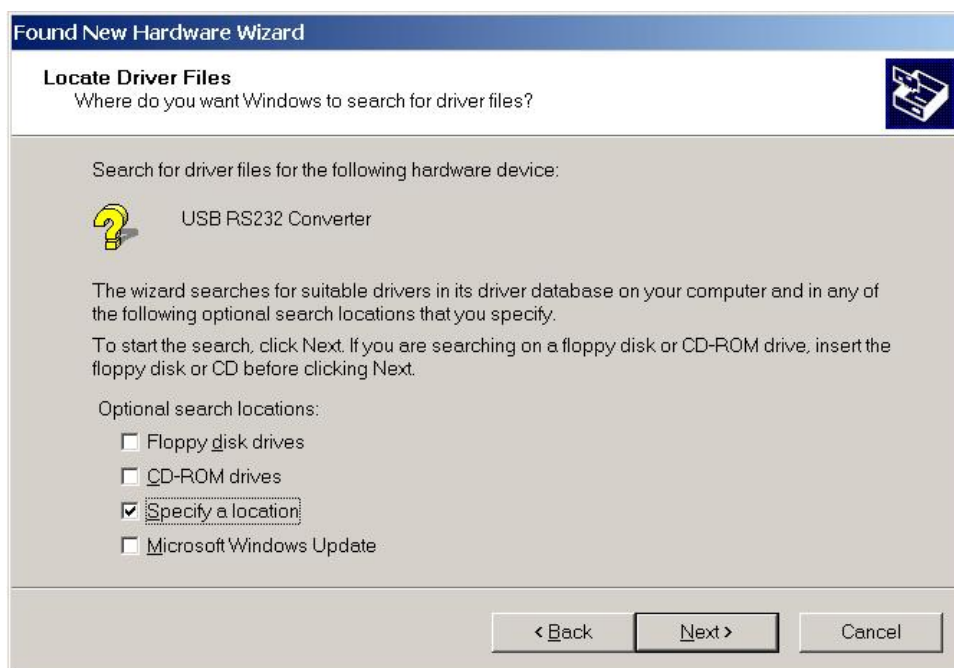 Found New Hardware Wizard
Locate Driver Files
Where do you want Windows to search for driver files?
Search for driver files for the following hardware device:
USB RS232 Converter
The wizard searches for suitable drivers in its driver database on your computer and in any of
the following optional search locations that you specify.
To start the search, click Next. If you are searching on a floppy disk or CD-ROM drive, insert the
floppy disk or CD before clicking Next.
Optional search locations:
Floppy disk drives
CD-ROM drives
Specify a location
Microsoft Windows Update
< Back Next > Cancel